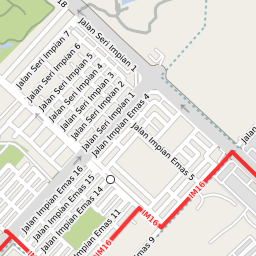 18
Jalan Seri Impian 7
Jalan Seri Impian 6
Jalan Seri Impian 5
Jalan Seri Impian 4
Jalan Seri Impian 3
Jalan Seri Impian 2
Jalan Seri Impian 1
Jalan Seri Impian 1
Jalan Impian Emas 4
Jalan Impian Emas 5
Jalan Impian Emas 16
Jalan Impian Emas 15
Jalan Impian Emas 14
Jalan Impian Emas 11
Emas 9
IM16
IM16
IM16